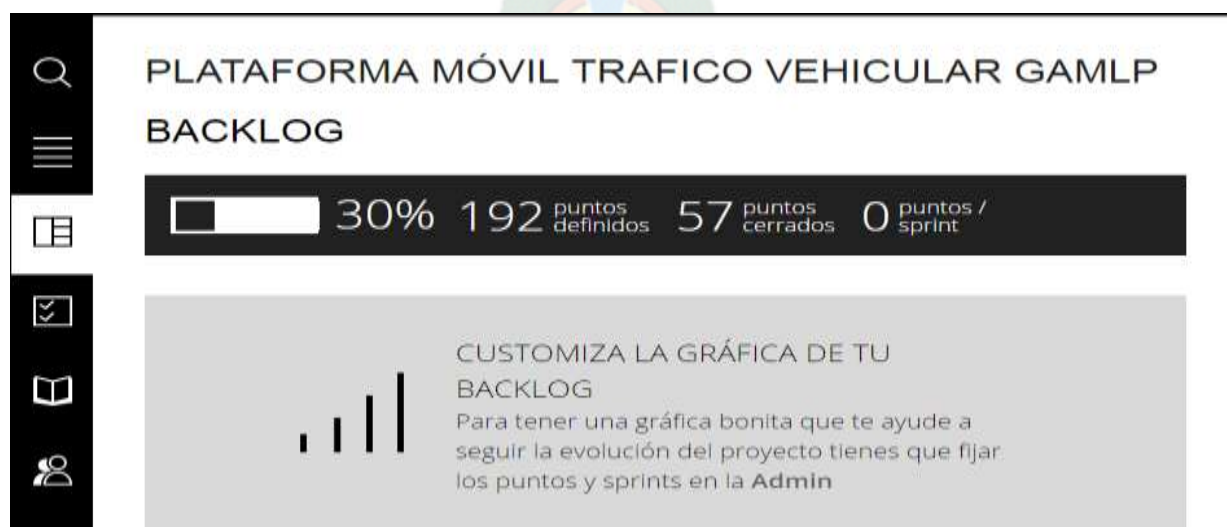 PLATAFORMA MÓVIL TRAFICO VEHICULAR GAMLP
BACKLOG
30% 192 puntos definidos 57 puntos cerrados 0 puntos / sprint
CUSTOMIZA LA GRÁFICA DE TU
BACKLOG
Para tener una gráfica bonita que te ayude a
seguir la evolución del proyecto tienes que fijar
los puntos y sprints en la Admin